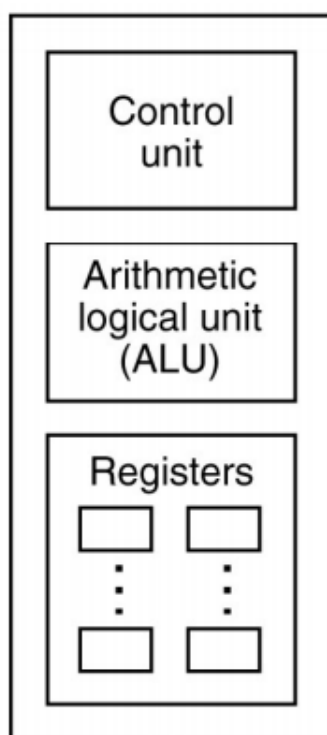 Control
unit
Arithmetic
logical unit
(ALU)
Registers